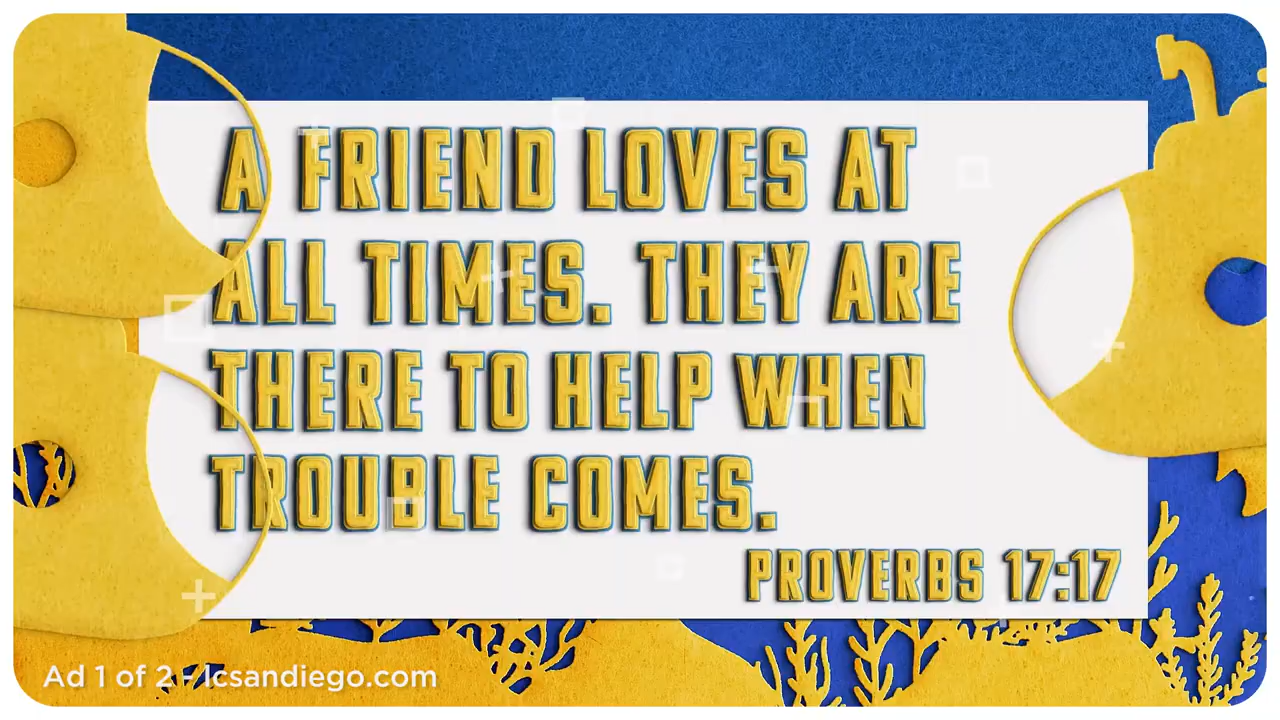 A FRIEND LOVES AT
ALL TIMES. THEY ARE
THERE TO HELP WHEN
TROUBLE COMES.
PROVERBS 17:17
Ad 1 of 2 - lcsandiego.com